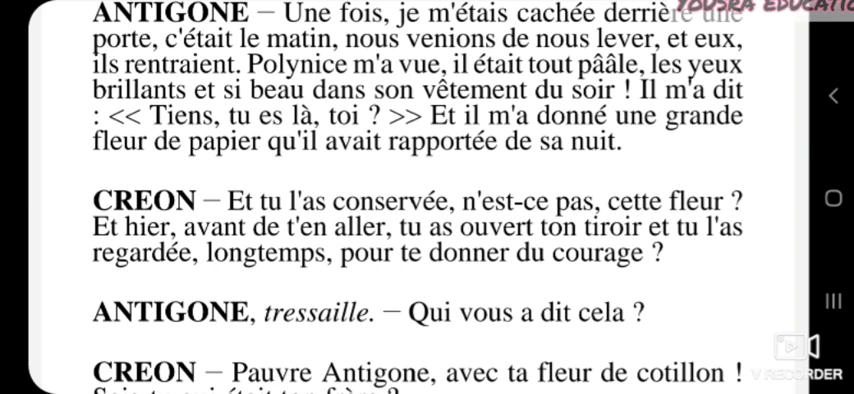 YOUSRA EDUCATIO
ANTIGONE – Une fois, je m'étais cachée derrière une
porte, c'était le matin, nous venions de nous lever, et eux,
ils rentraient. Polynice m'a vue, il était tout pââle, les yeux
brillants et si beau dans son vêtement du soir ! Il m'a dit
: << Tiens, tu es là, toi ? >> Et il m'a donné une grande
fleur de papier qu'il avait rapportée de sa nuit.
CREON – Et tu l'as conservée, n'est-ce pas, cette fleur ?
Et hier, avant de t'en aller, tu as ouvert ton tiroir et tu l'as
regardée, longtemps, pour te donner du courage ?
ANTIGONE, tressaille. – Qui vous a dit cela ?
CREON – Pauvre Antigone, avec ta fleur de cotillon !
V RECORDER